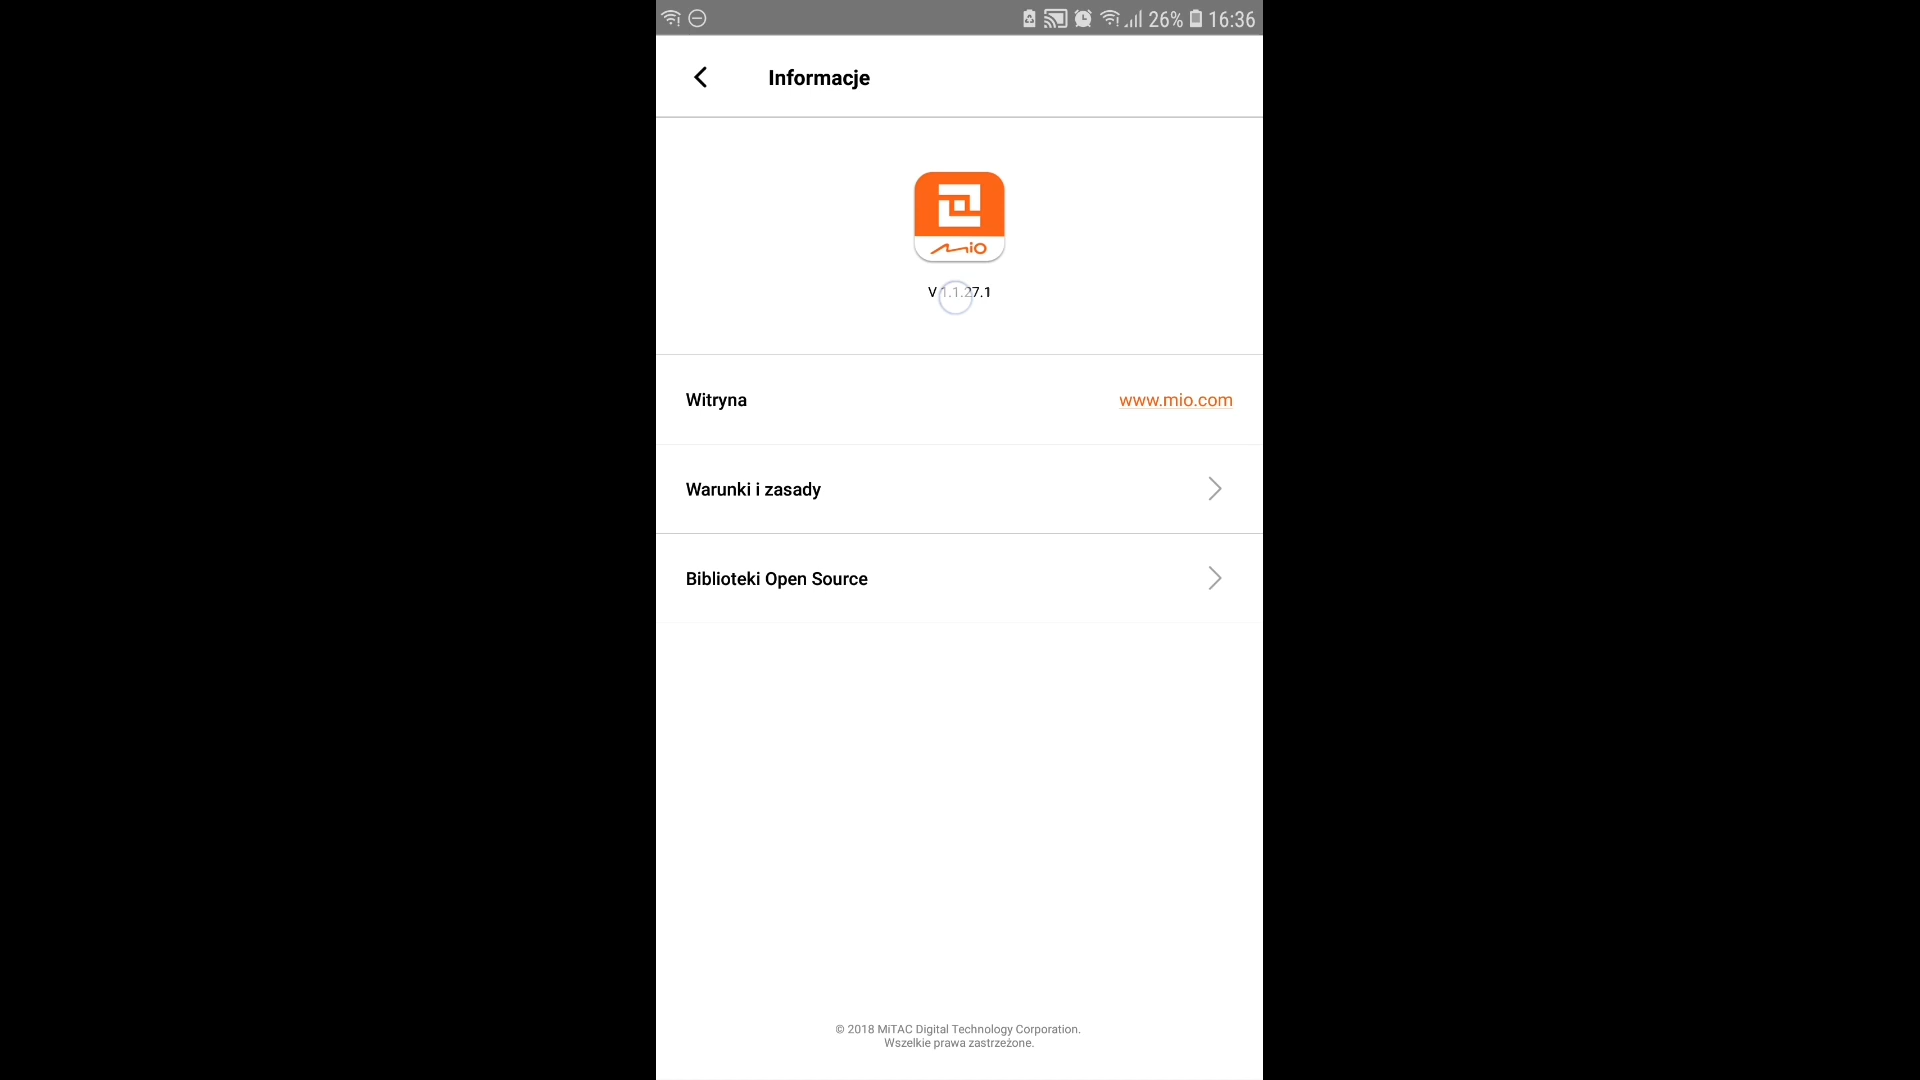 26% 16:36
Informacje
mio
V 1.1.27.1
Witryna www.mio.com
Warunki i zasady
Biblioteki Open Source
© 2018 MiTAC Digital Technology Corporation.
Wszelkie prawa zastrzeżone.